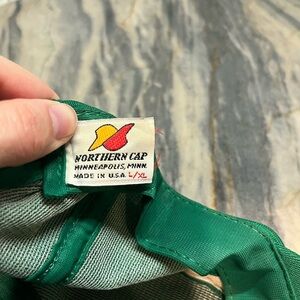 NORTHERN CAP
MINNEAPOLIS, MINN.
MADE IN U.S.A. L/XL